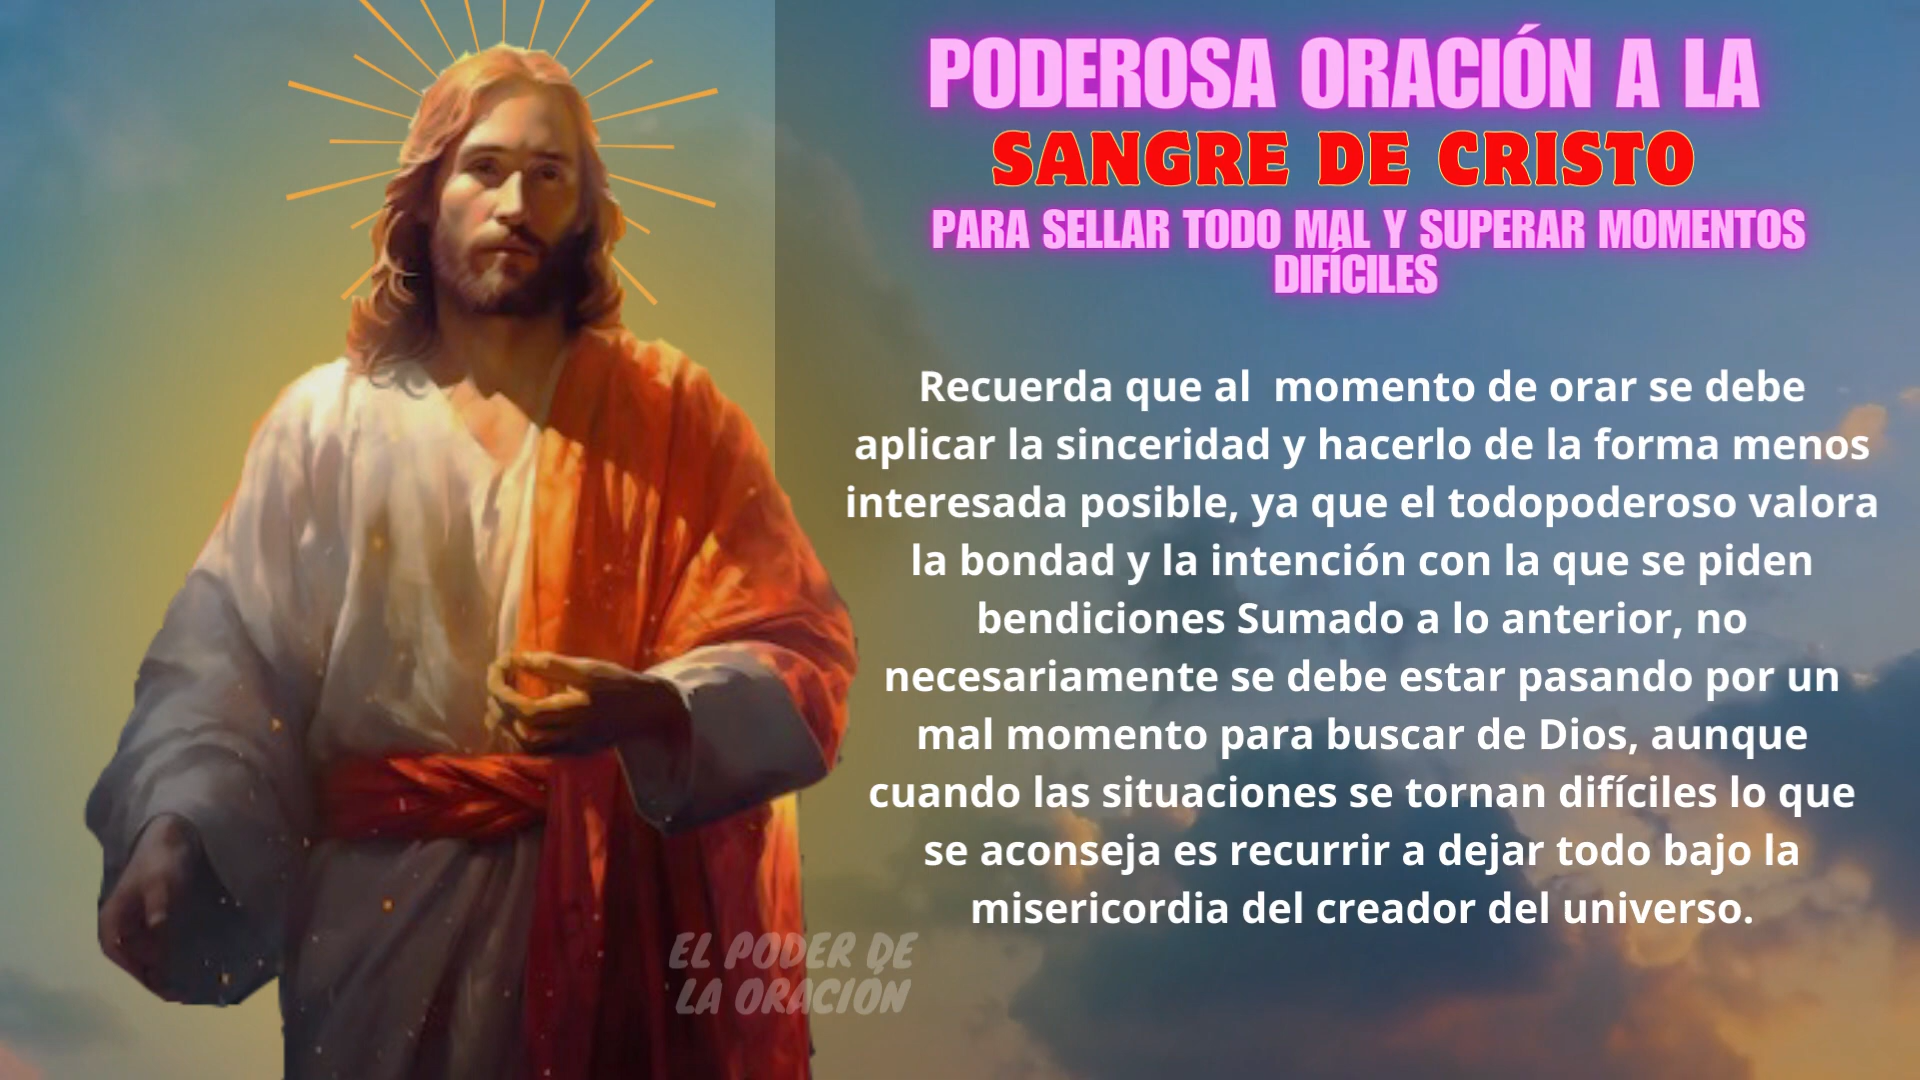 PODEROSA ORACIÓN A LA
SANGRE DE CRISTO
PARA SELLAR TODO MAL Y SUPERAR MOMENTOS
DIFÍCILES
Recuerda que al  momento de orar se debe
aplicar la sinceridad y hacerlo de la forma menos
interesada posible, ya que el todopoderoso valora
la bondad y la intención con la que se piden
bendiciones Sumado a lo anterior, no
necesariamente se debe estar pasando por un
mal momento para buscar de Dios, aunque
cuando las situaciones se tornan difíciles lo que
se aconseja es recurrir a dejar todo bajo la
misericordia del creador del universo.
EL PODER DE
LA ORACIÓN